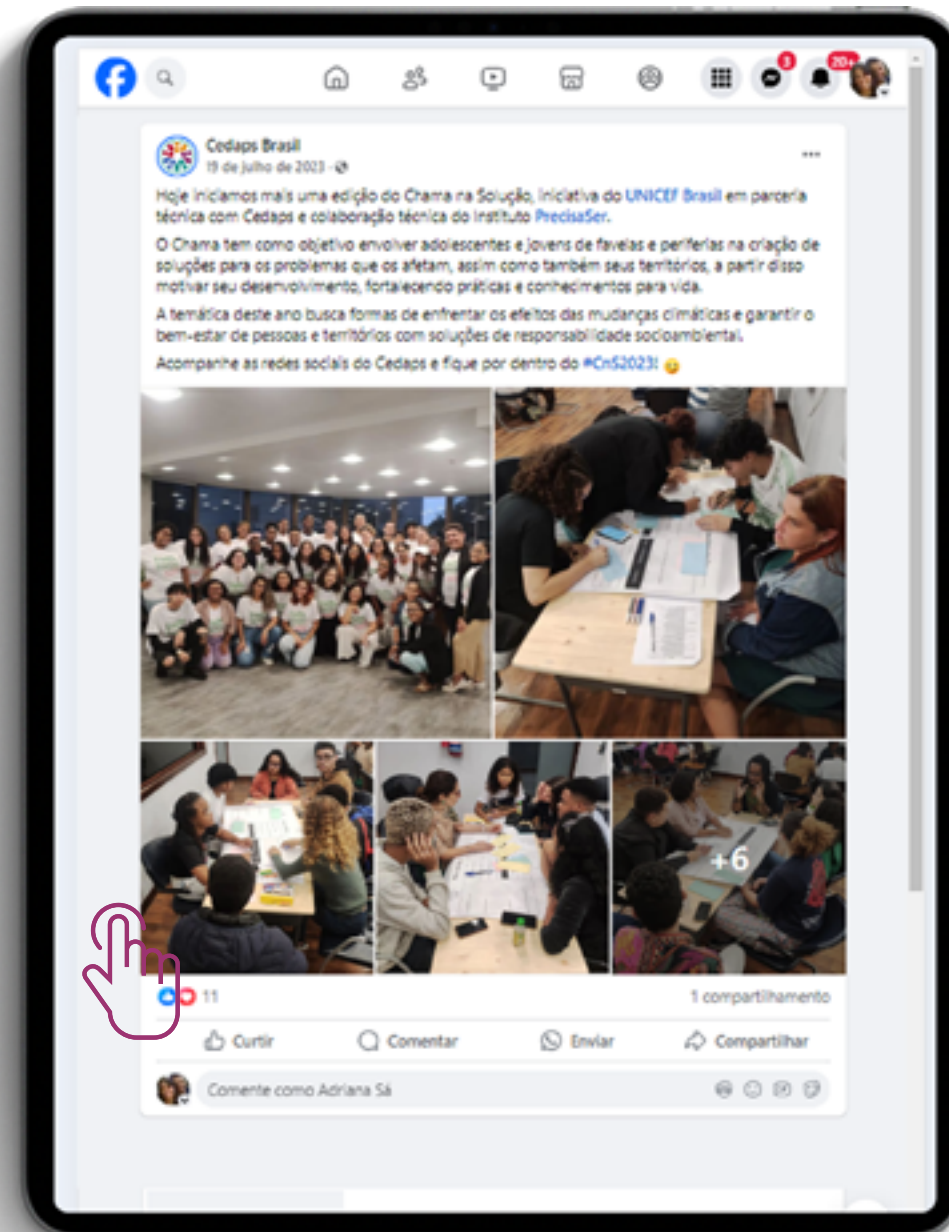 3
20+
Cedaps Brasil
19 de julho de 2023 ·
Hoje iniciamos mais uma edição do Chama na Solução, iniciativa do UNICEF Brasil em parceria
técnica com Cedaps e colaboração técnica do Instituto PrecisaSer.
O Chama tem como objetivo envolver adolescentes e jovens de favelas e periferias na criação de
soluções para os problemas que os afetam, assim como também seus territórios, a partir disso
motivar seu desenvolvimento, fortalecendo práticas e conhecimentos para vida.
A temática deste ano busca formas de enfrentar os efeitos das mudanças climáticas e garantir o
bem-estar de pessoas e territórios com soluções de responsabilidade socioambiental.
Acompanhe as redes sociais do Cedaps e fique por dentro do #CnS2023!
+6
11
1 compartilhamento
Curtir Comentar Enviar Compartilhar
Comente como Adriana Sá